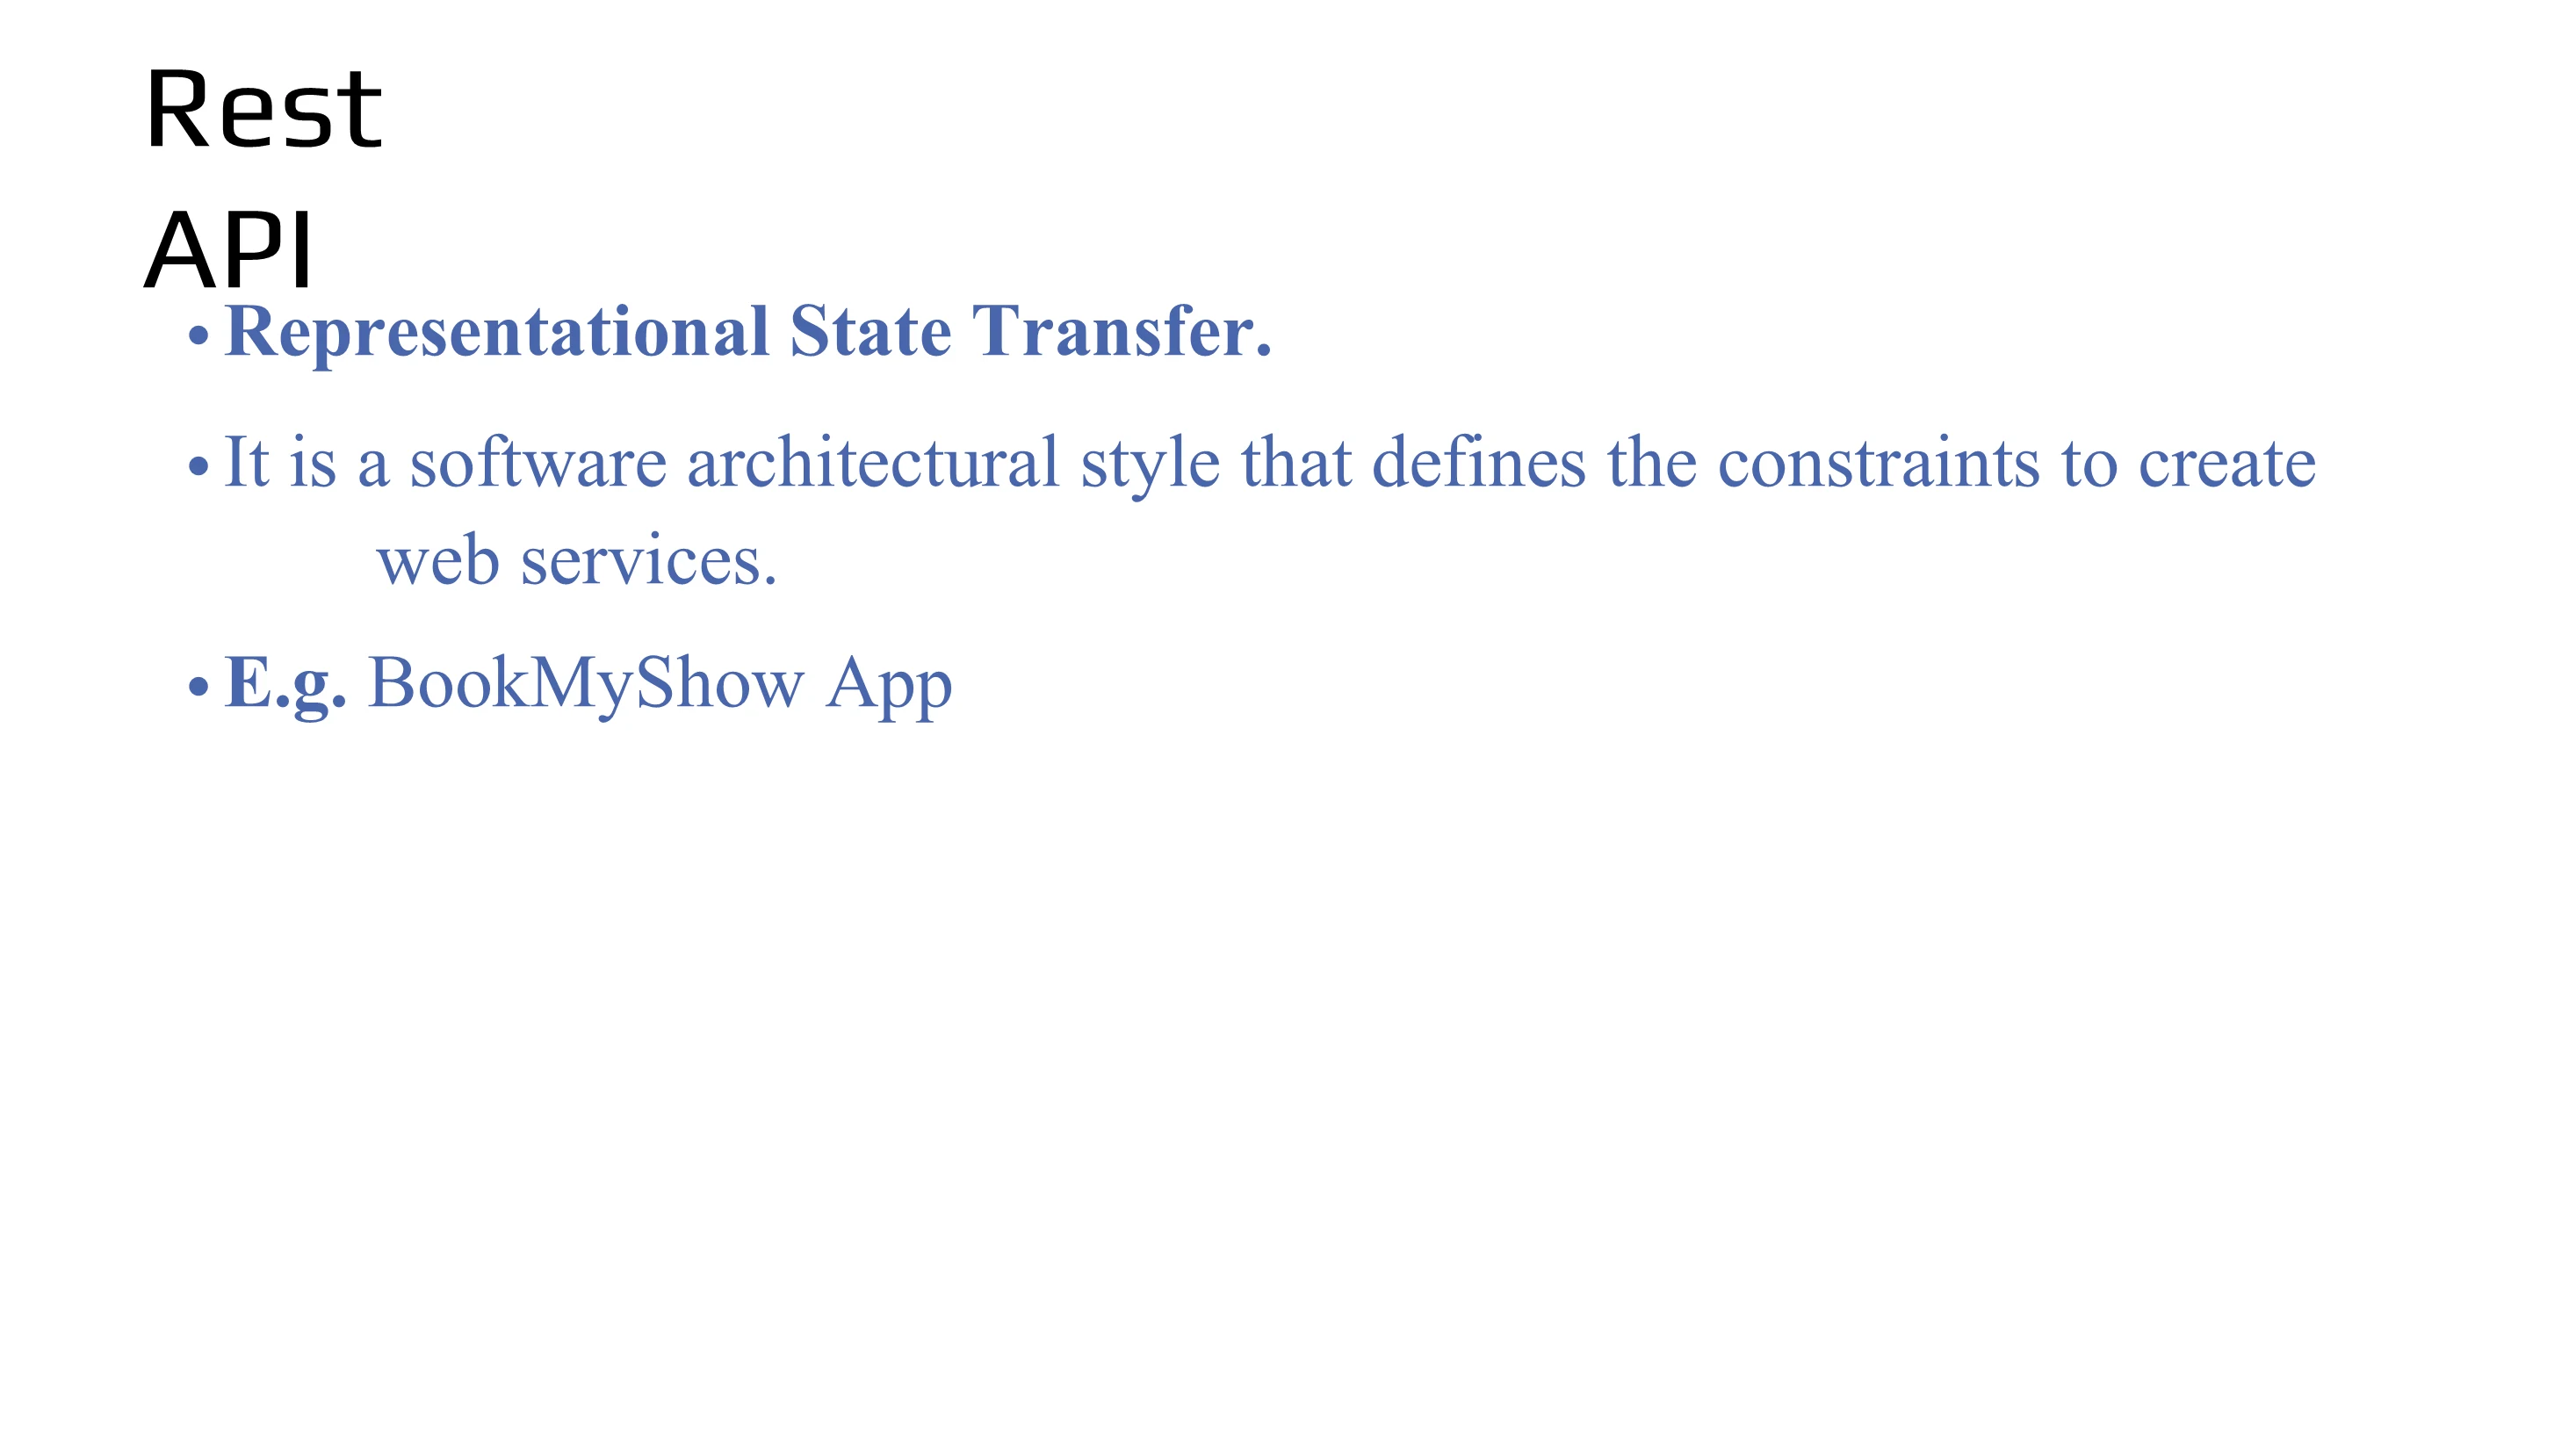 Rest
API
• Representational State Transfer.
• It is a software architectural style that defines the constraints to create
web services.
• E.g. BookMyShow App